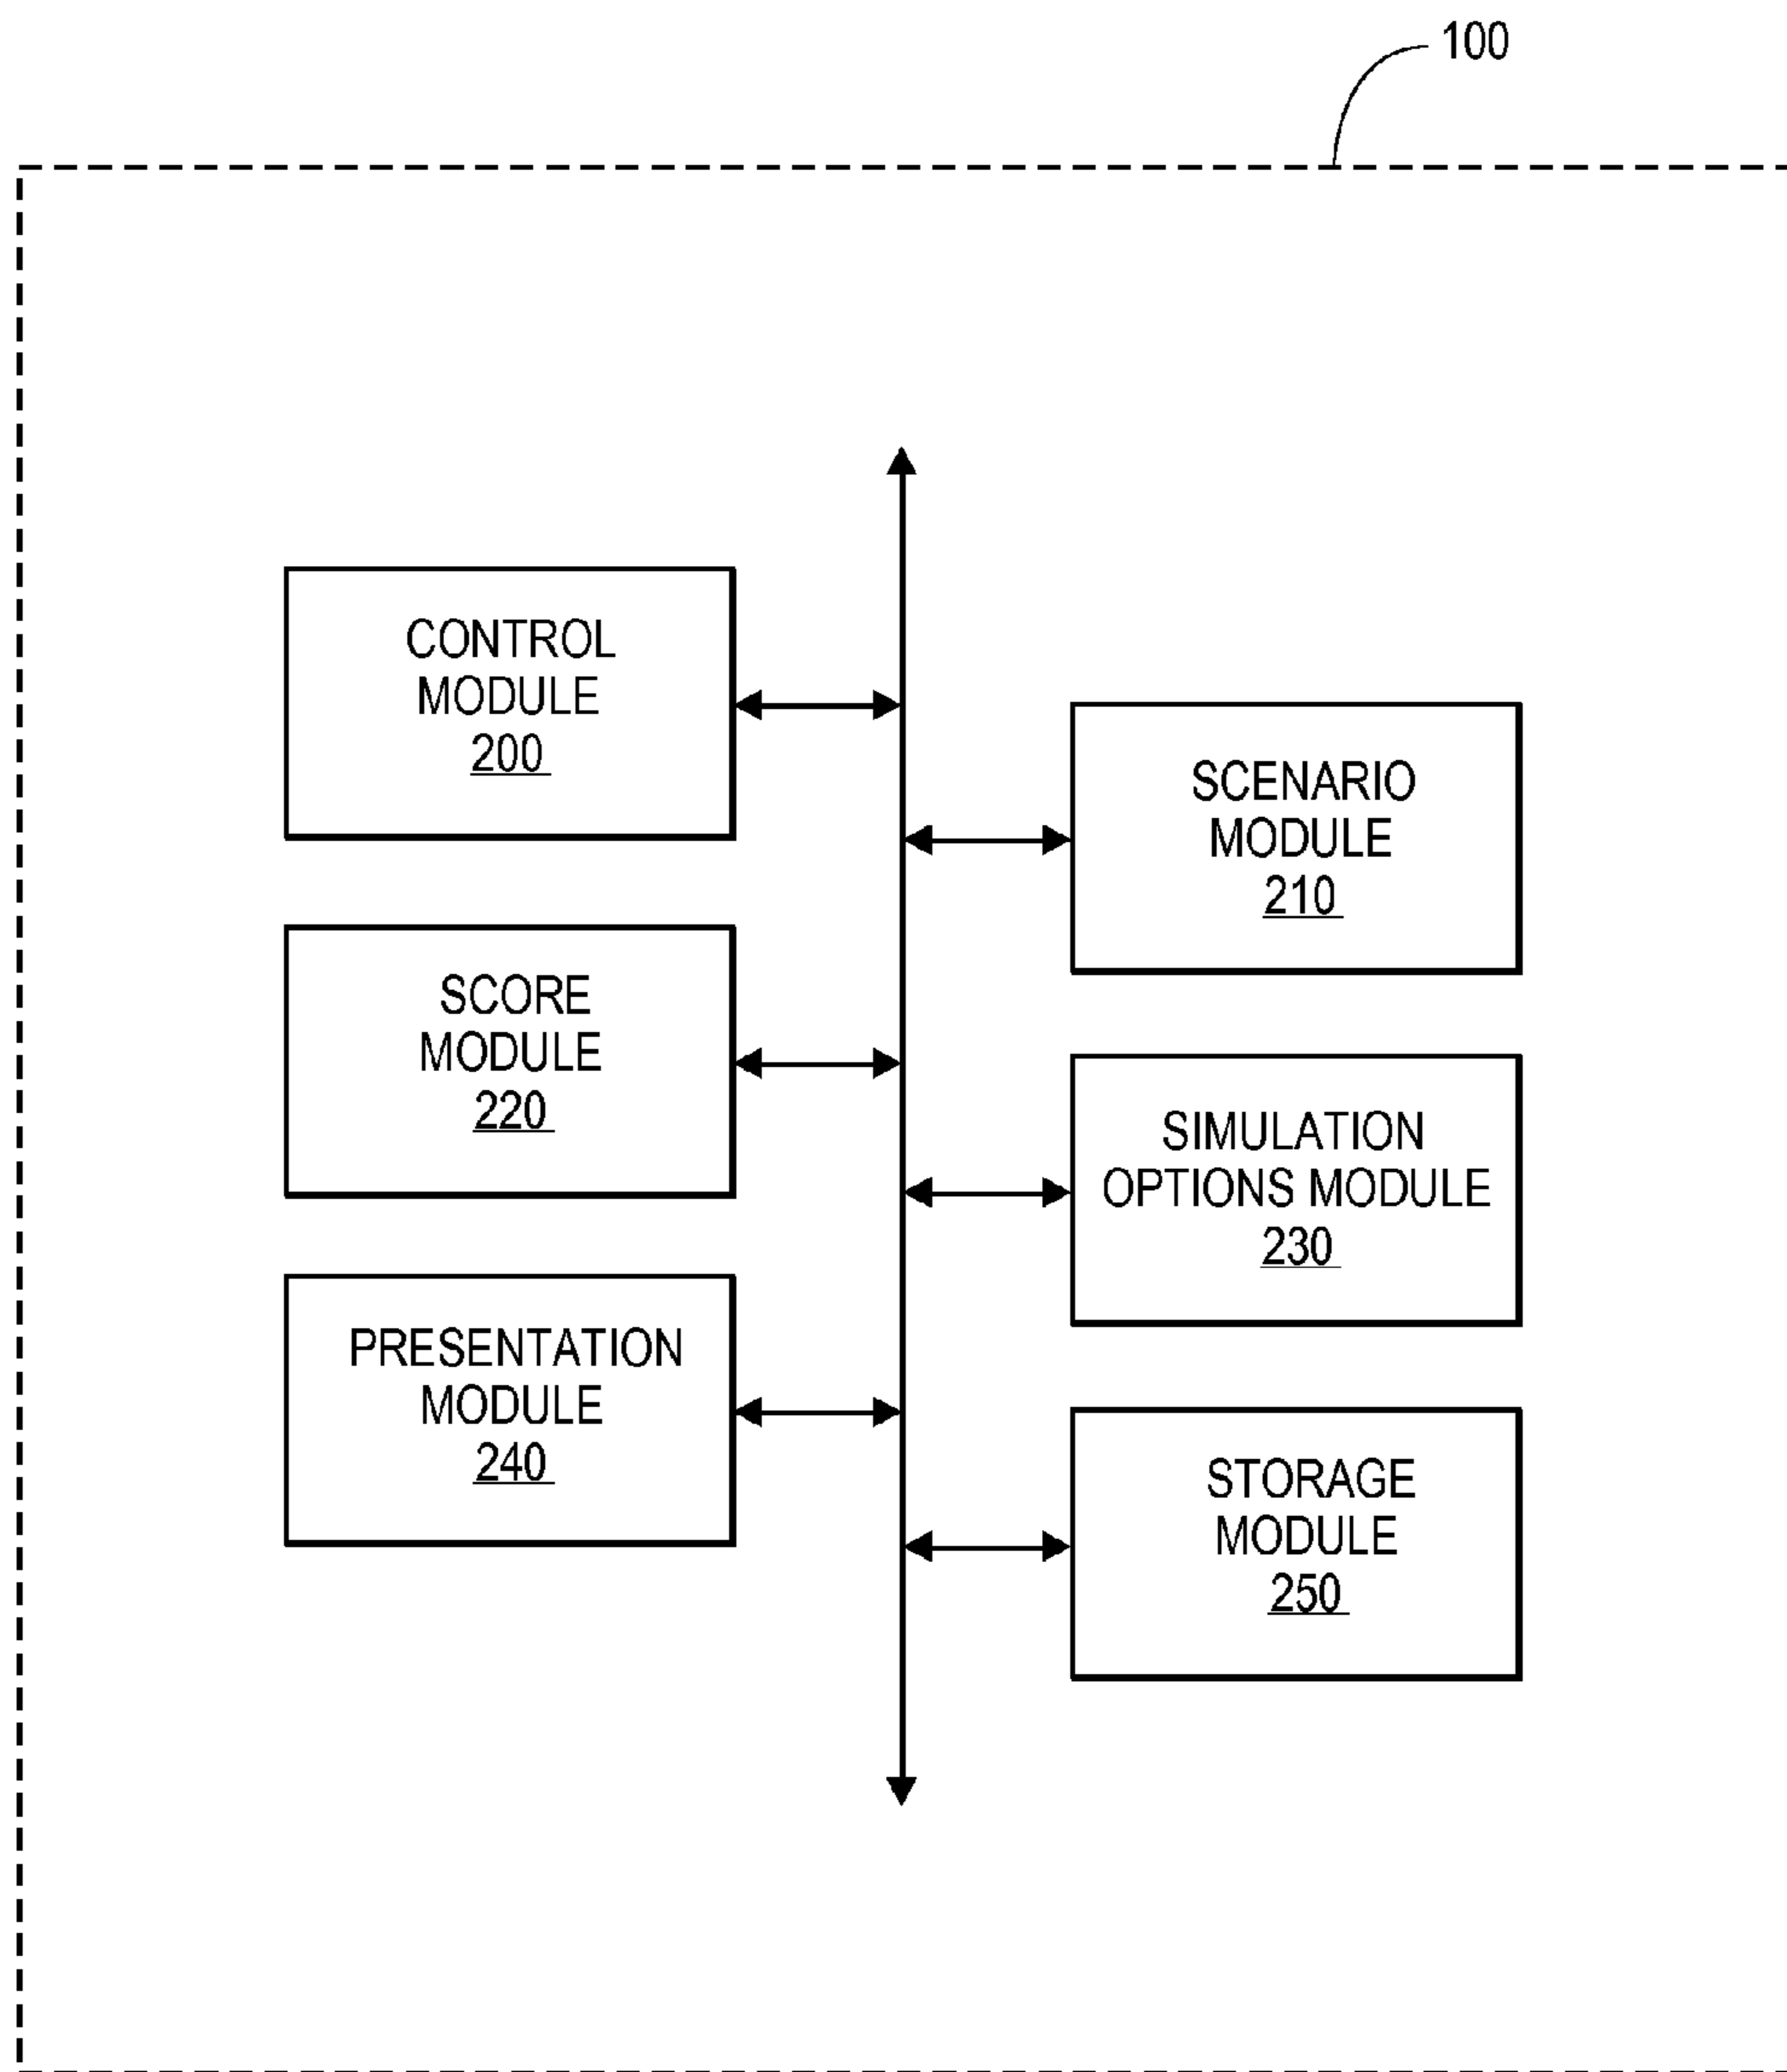 100
CONTROL
MODULE
200
SCENARIO
MODULE
210
SCORE
MODULE
220
SIMULATION
OPTIONS MODULE
230
PRESENTATION
MODULE
240
STORAGE
MODULE
250